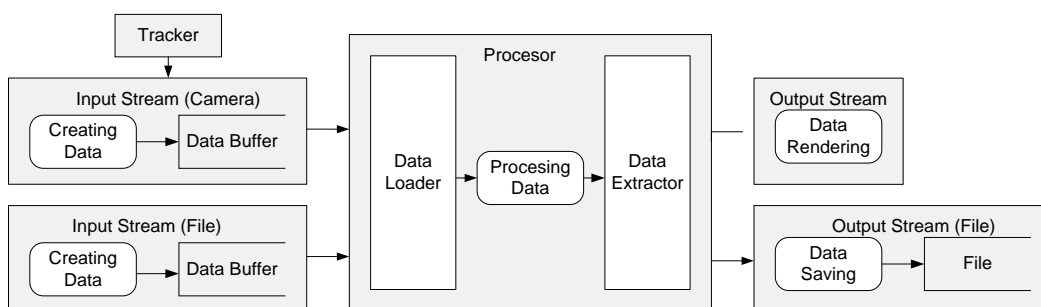 Tracker
Input Stream (Camera)
Creating
Data
Data Buffer
Input Stream (File)
Creating
Data
Data Buffer
Procesor
Data
Loader
Procesing
Data
Data
Extractor
Output Stream
Data
Rendering
Output Stream (File)
Data
Saving
File